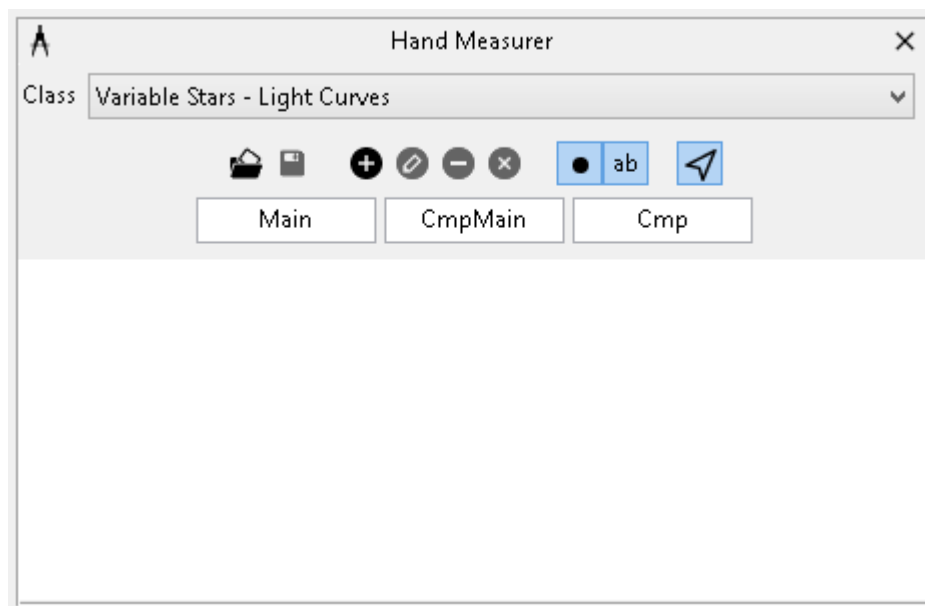 Hand Measurer
Class Variable Stars - Light Curves
ab
Main CmpMain Cmp